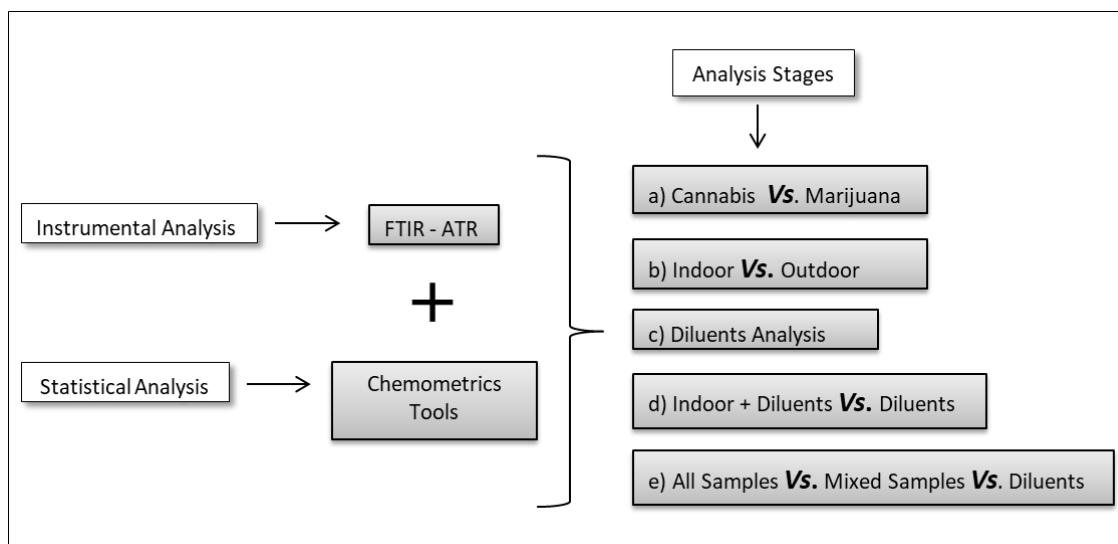 Analysis Stages
Instrumental Analysis
FTIR - ATR
+
Statistical Analysis
Chemometrics
Tools
a) Cannabis Vs. Marijuana
b) Indoor Vs. Outdoor
c) Diluents Analysis
d) Indoor + Diluents Vs. Diluents
e) All Samples Vs. Mixed Samples Vs. Diluents